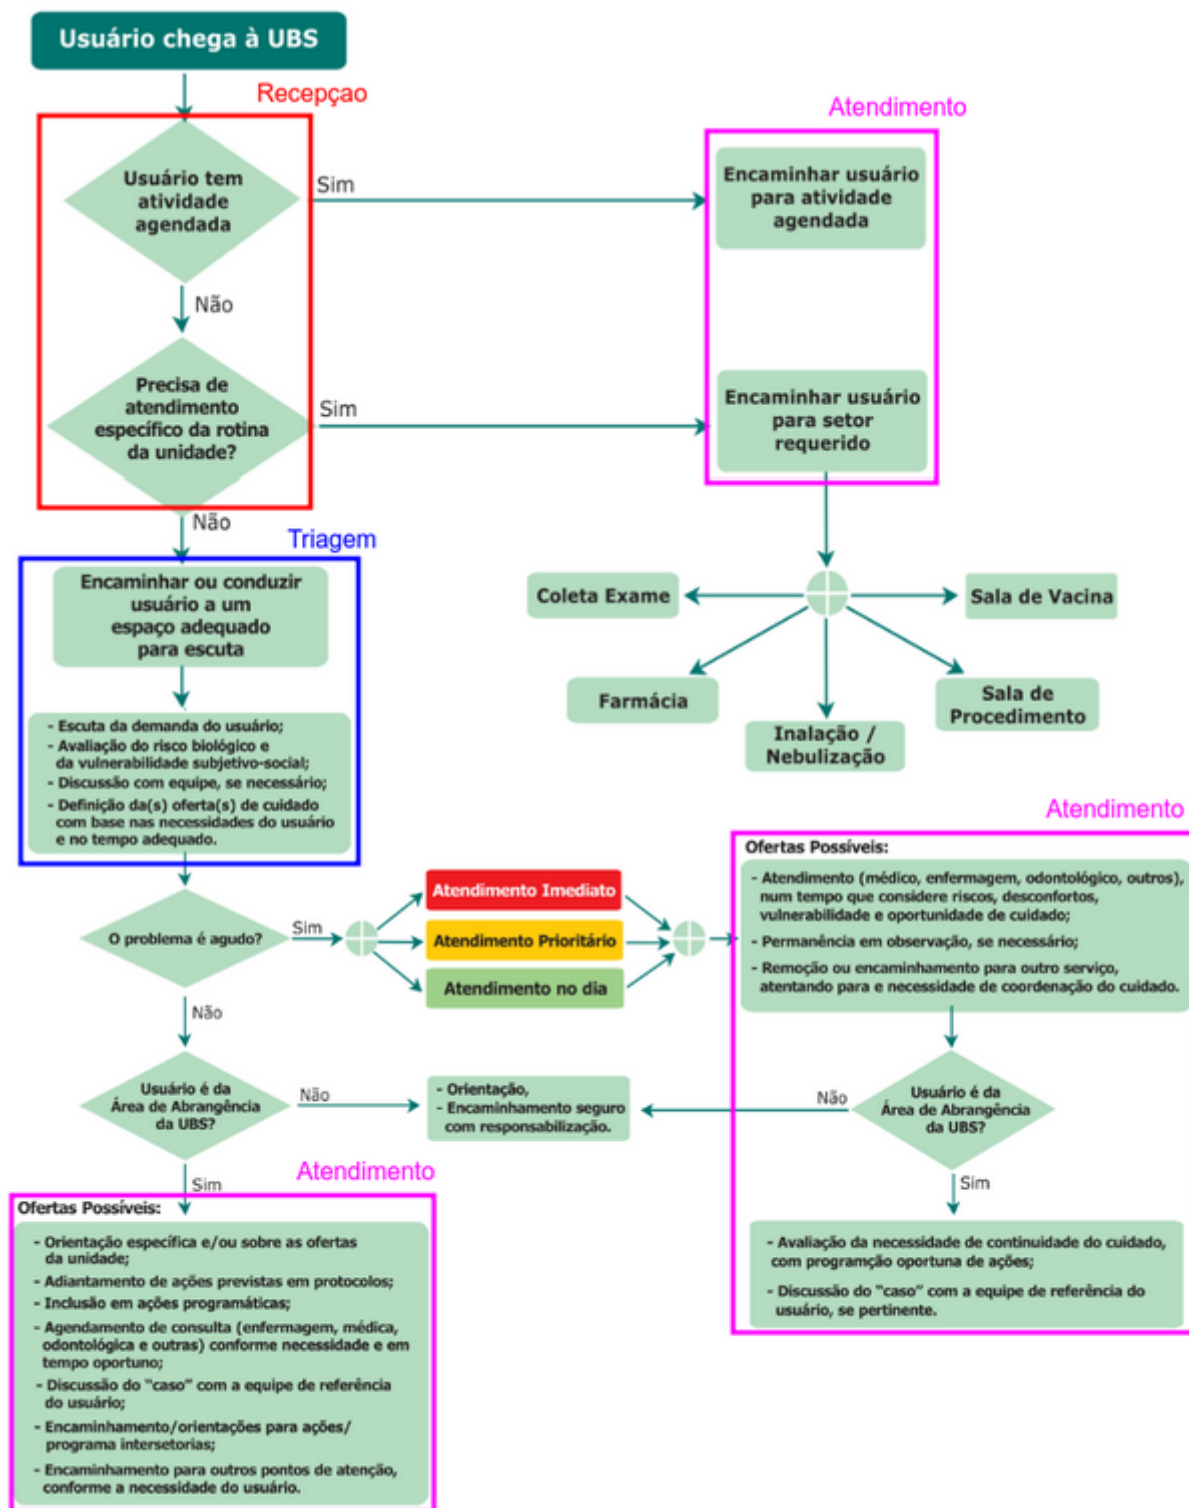 Usuário chega à UBS
Recepçao
Atendimento
Usuário tem
atividade
agendada
Sim
Encaminhar usuário
para atividade
agendada
Não
Precisa de
atendimento
específico da rotina
da unidade?
Sim
Encaminhar usuário
para setor
requerido
Não
Triagem
Encaminhar ou conduzir
usuário a um
espaço adequado
para escuta
Coleta Exame
Sala de Vacina
Farmácia
Sala de
Procedimento
Inalação /
Nebulização
- Escuta da demanda do usuário;
- Avaliação do risco biológico e
da vulnerabilidade subjetivo-social;
- Discussão com equipe, se necessário;
- Definição da(s) oferta(s) de cuidado
com base nas necessidades do usuário
e no tempo adequado.
Atendimento
O problema é agudo?
Sim
Atendimento Imediato
Atendimento Prioritário
Atendimento no dia
Ofertas Possíveis:
- Atendimento (médico, enfermagem, odontológico, outros),
num tempo que considere riscos, desconfortos,
vulnerabilidade e oportunidade de cuidado;
- Permanência em observação, se necessário;
- Remoção ou encaminhamento para outro serviço,
atentando para e necessidade de coordenação do cuidado.
Não
Usuário é da
Área de Abrangência
da UBS?
Não
- Orientação,
- Encaminhamento seguro
com responsabilização.
Não
Usuário é da
Área de Abrangência
da UBS?
Sim
Sim
- Avaliação da necessidade de continuidade do cuidado,
com programção oportuna de ações;
- Discussão do "caso" com a equipe de referência do
usuário, se pertinente.
Atendimento
Ofertas Possíveis:
- Orientação específica e/ou sobre as ofertas
da unidade;
- Adiantamento de ações previstas em protocolos;
- Inclusão em ações programáticas;
- Agendamento de consulta (enfermagem, médica,
odontológica e outras) conforme necessidade e em
tempo oportuno;
- Discussão do "caso" com a equipe de referência
do usuário;
- Encaminhamento/orientações para ações/
programa intersetorias;
- Encaminhamento para outros pontos de atenção,
conforme a necessidade do usuário.